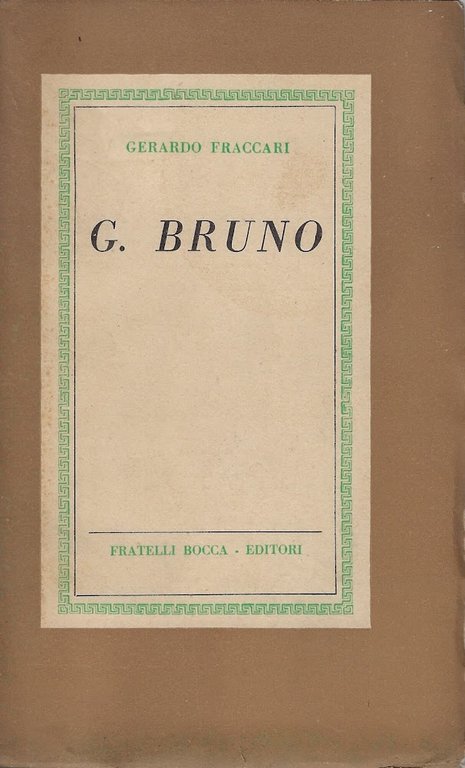 GERARDO FRACCARI
G. BRUNO
FRATELLI BOCCA - EDITORI